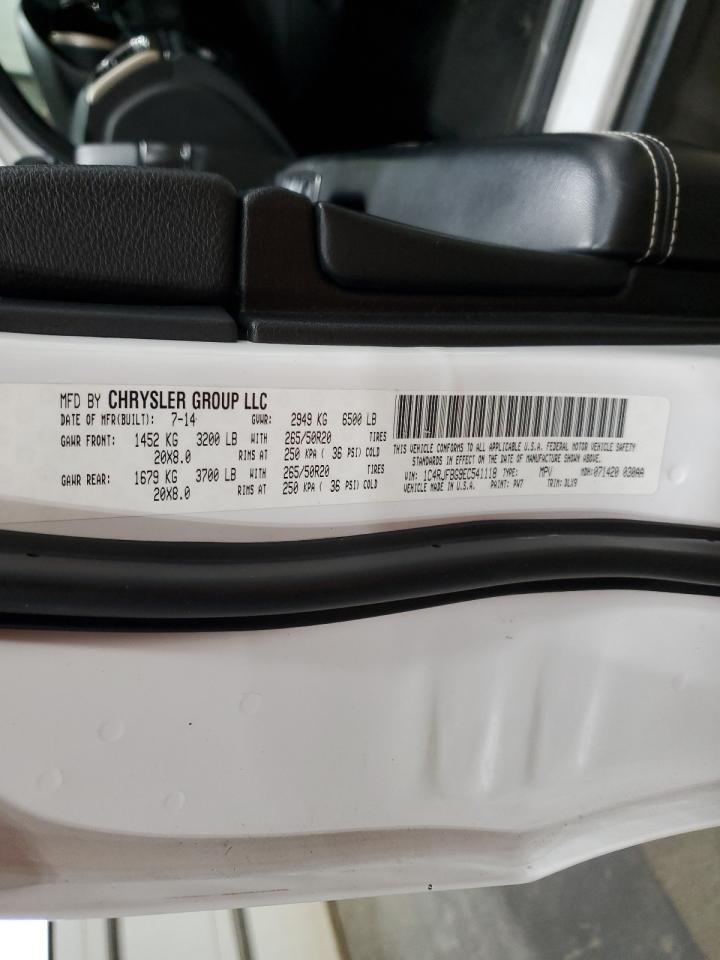 MFD BY CHRYSLER GROUP LLC
DATE OF MFR(BUILT): 7-14 GVWR: 2949 KG 6500 LB
GAWR FRONT: 1452 KG 3200 LB WITH 265/50R20 TIRES
20X8.0 RIMS AT 250 KPA ( 36 PSI) COLD
GAWR REAR: 1679 KG 3700 LB WITH 265/50R20 TIRES
20X8.0 RIMS AT 250 KPA ( 36 PSI) COLD
THIS VEHICLE CONFORMS TO ALL APPLICABLE U.S.A. FEDERAL MOTOR VEHICLE SAFETY
STANDARDS IN EFFECT ON THE DATE OF MANUFACTURE SHOWN ABOVE.
VIN: 1C4RJFBG9EC541118 TYPE: MPV MDH: 071420 030AA
VEHICLE MADE IN U.S.A. PAINT: PW7 TRIM: DLX9